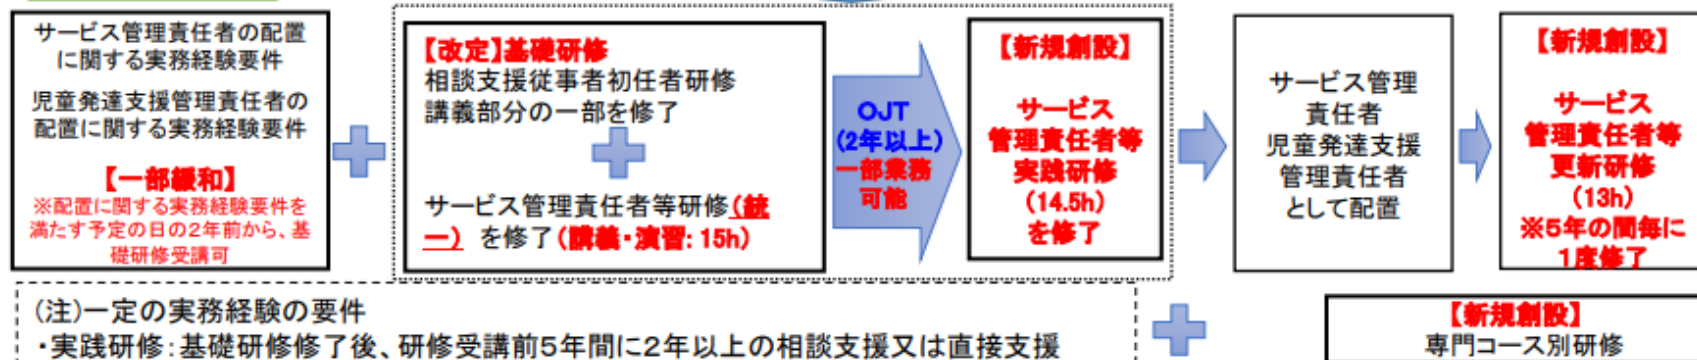 サービス管理責任者の配置
に関する実務経験要件
児童発達支援管理責任者の
配置に関する実務経験要件
【一部緩和】
※配置に関する実務経験要件を
満たす予定の日の2年前から、基
礎研修受講可
【改定】基礎研修
相談支援従事者初任者研修
講義部分の一部を修了
サービス管理責任者等研修(統
一) を修了(講義・演習: 15h)
OJT
(2年以上)
一部業務
可能
【新規創設】
サービス
管理責任者等
実践研修
(14.5h)
を修了
サービス管理
責任者
児童発達支援
管理責任者
として配置
【新規創設】
サービス
管理責任者等
更新研修
(13h)
※5年の間毎に
1度修了
(注)一定の実務経験の要件
・実践研修:基礎研修修了後、研修受講前5年間に2年以上の相談支援又は直接支援
【新規創設】
専門コース別研修